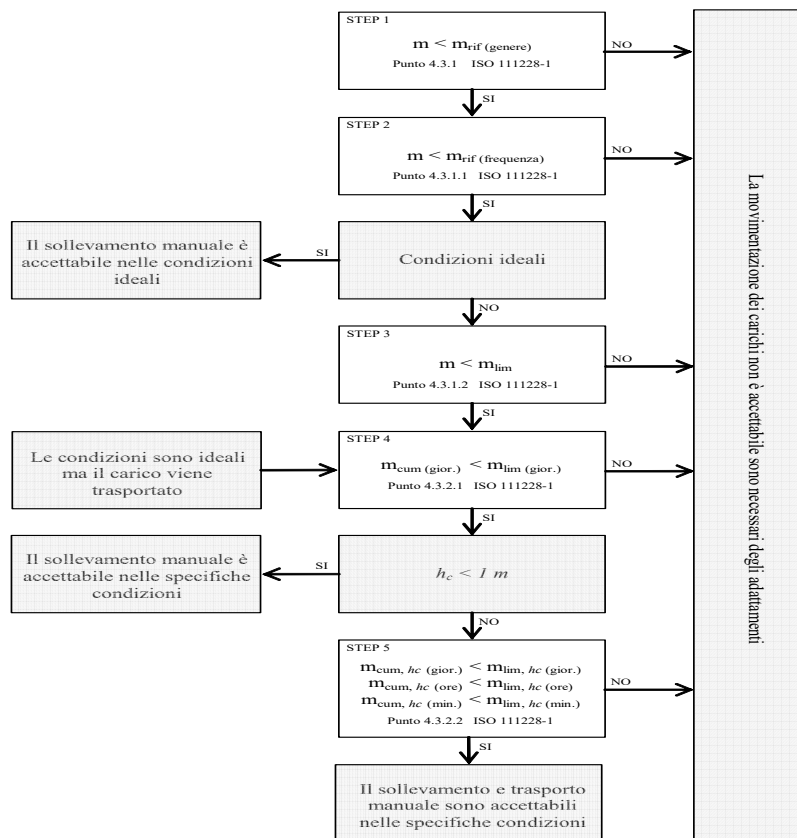 STEP 1
m < mrif (genere)
Punto 4.3.1 ISO 111228-1
NO
SI
STEP 2
m < mrif (frequenza)
Punto 4.3.1.1 ISO 111228-1
NO
SI
Il sollevamento manuale è
accettabile nelle condizioni
ideali
SI
Condizioni ideali
NO
STEP 3
m < mlim
Punto 4.3.1.2 ISO 111228-1
NO
SI
Le condizioni sono ideali
ma il carico viene
trasportato
STEP 4
mcum (gior.) < mlim (gior.)
Punto 4.3.2.1 ISO 111228-1
NO
SI
Il sollevamento manuale è
accettabile nelle specifiche
condizioni
SI
hc < 1 m
NO
STEP 5
mcum, hc (gior.) < mlim, hc (gior.)
mcum, hc (ore) < mlim, hc (ore)
mcum, hc (min.) < mlim, hc (min.)
Punto 4.3.2.2 ISO 111228-1
NO
SI
Il sollevamento e trasporto
manuale sono accettabili
nelle specifiche condizioni
La movimentazione dei carichi non è accettabile sono necessari degli adattamenti